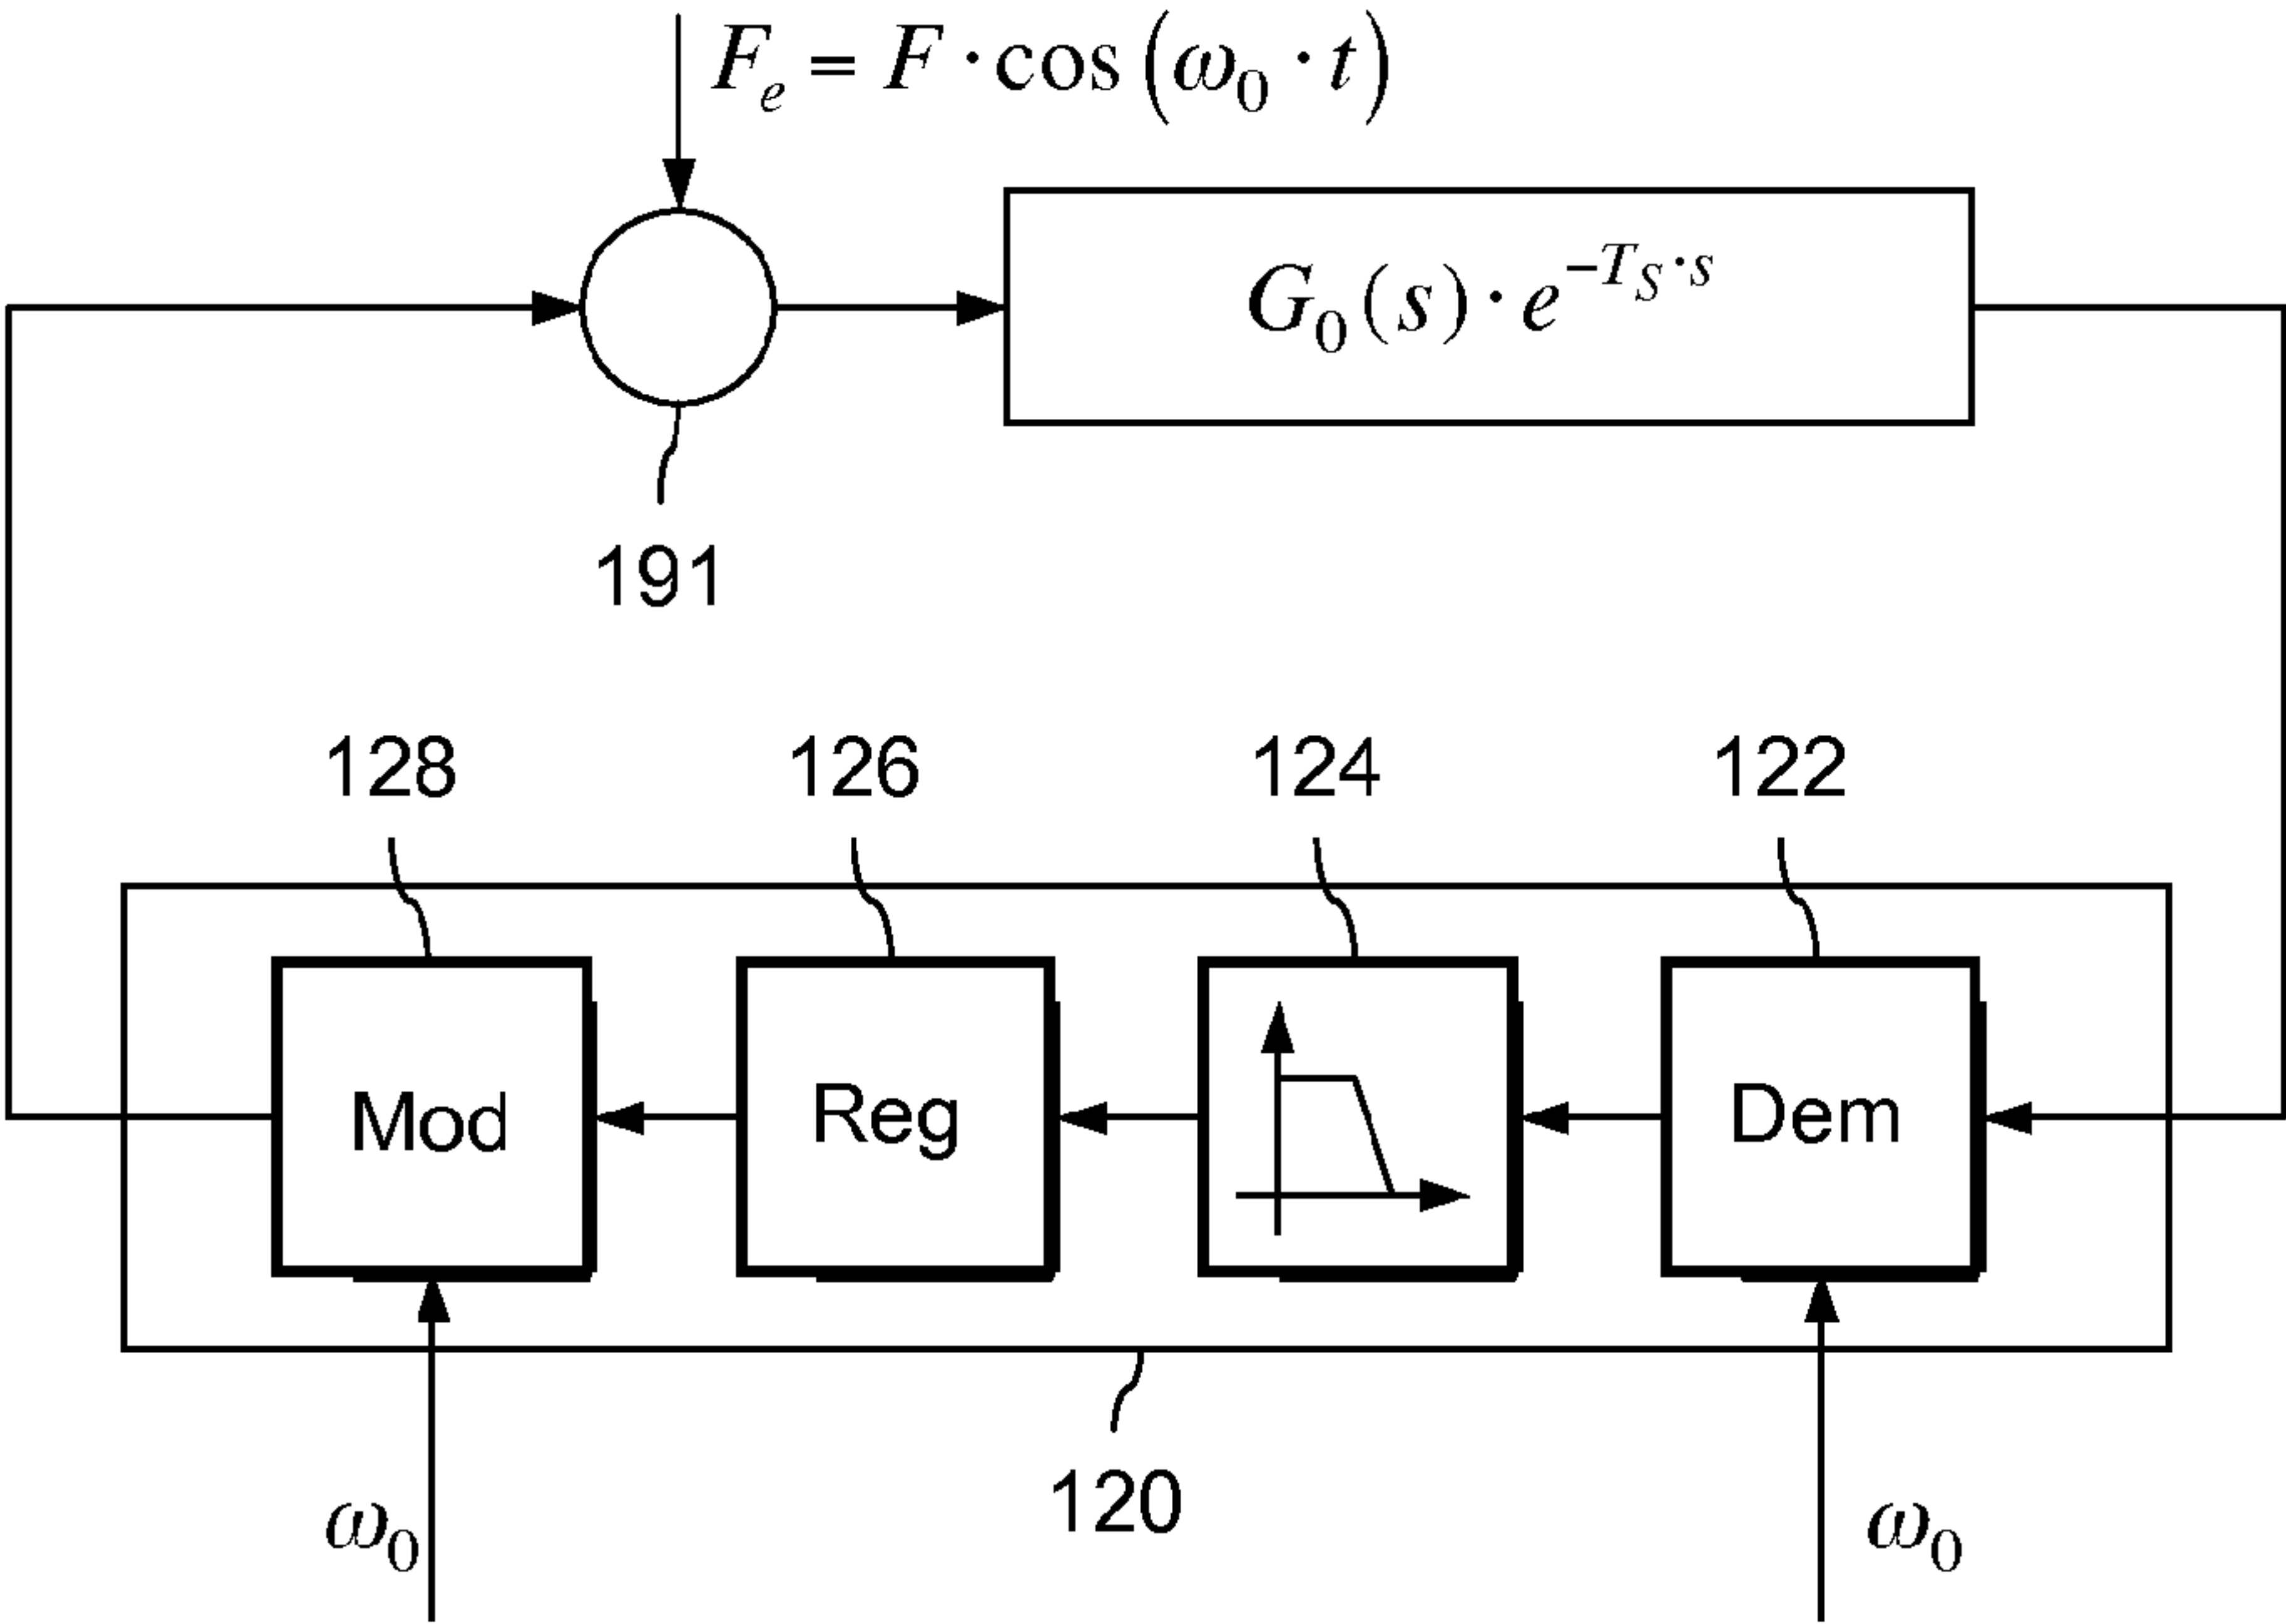 F_e = F · cos(ω_0 · t)
G_0(s) · e^{-T_S · s}
191
128 126 124 122
Mod Reg Dem
120
ω_0 ω_0